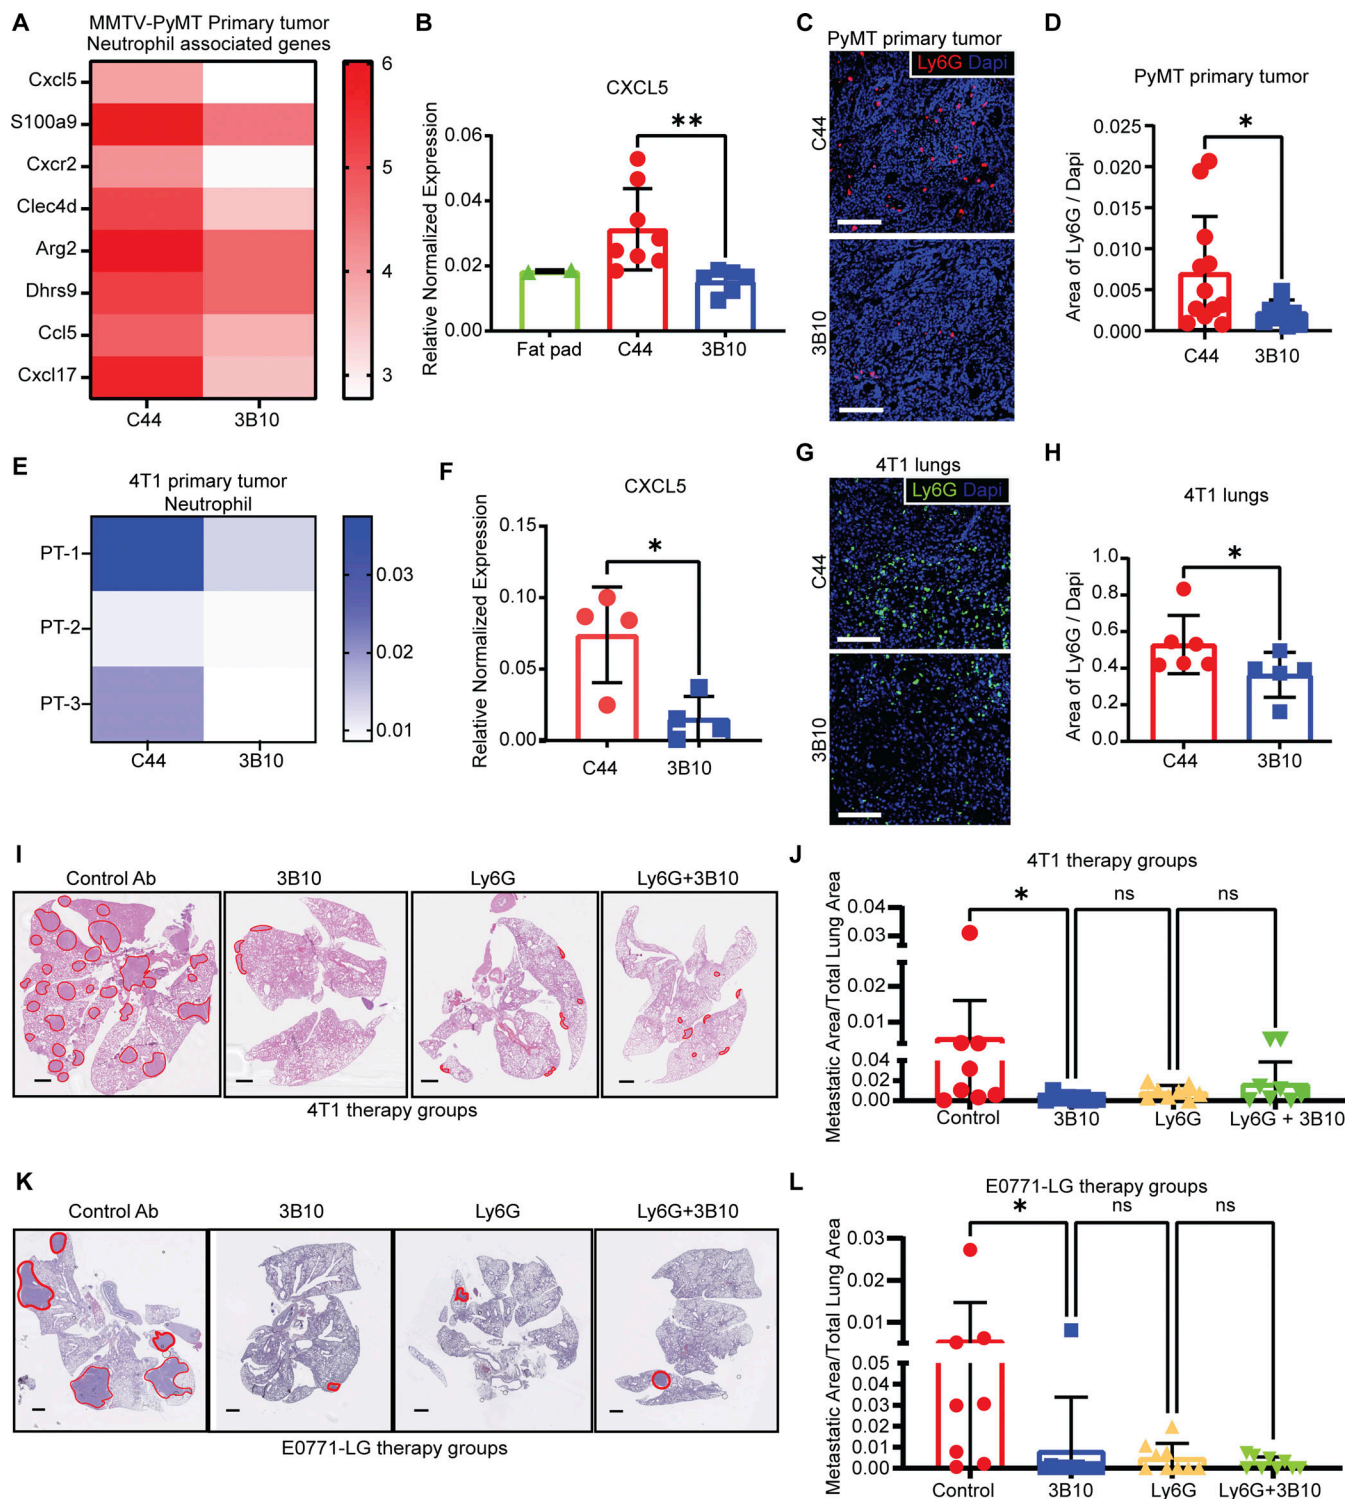 A
MMTV-PyMT Primary tumor
Neutrophil associated genes
Cxcl5
S100a9
Cxcr2
Clec4d
Arg2
Dhrs9
Ccl5
Cxcl17
C44
3B10
6
5
4
3
B
CXCL5
**
Relative Normalized Expression
0.06
0.04
0.02
0.00
Fat pad
C44
3B10
C
PyMT primary tumor
Ly6G Dapi
C44
3B10
D
PyMT primary tumor
*
Area of Ly6G / Dapi
0.025
0.020
0.015
0.010
0.005
0.000
C44
3B10
E
4T1 primary tumor
Neutrophil
PT-1
PT-2
PT-3
C44
3B10
0.03
0.02
0.01
F
CXCL5
*
Relative Normalized Expression
0.15
0.10
0.05
0.00
C44
3B10
G
4T1 lungs
Ly6G Dapi
C44
3B10
H
4T1 lungs
*
Area of Ly6G / Dapi
1.0
0.8
0.6
0.4
0.2
0.0
C44
3B10
I
Control Ab
3B10
Ly6G
Ly6G+3B10
4T1 therapy groups
J
4T1 therapy groups
*
ns
ns
Metastatic Area/Total Lung Area
0.04
0.03
0.02
0.01
0.04
0.02
0.00
Control
3B10
Ly6G
Ly6G + 3B10
K
Control Ab
3B10
Ly6G
Ly6G+3B10
E0771-LG therapy groups
L
E0771-LG therapy groups
*
ns
ns
Metastatic Area/Total Lung Area
0.03
0.02
0.01
0.05
0.04
0.03
0.02
0.01
0.00
Control
3B10
Ly6G
Ly6G+3B10